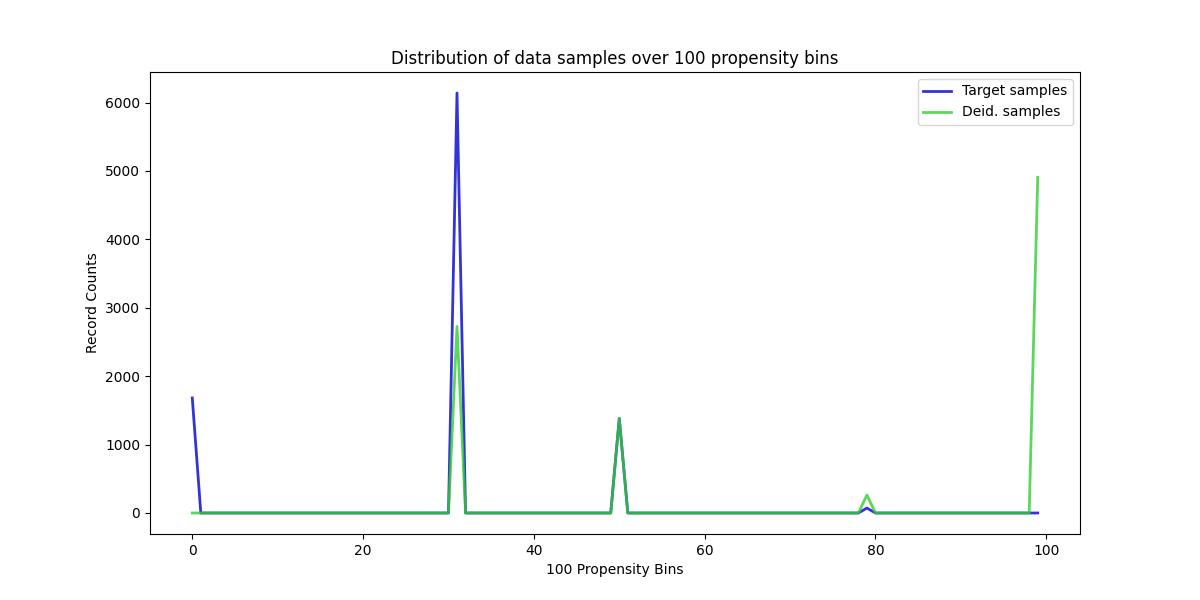 Distribution of data samples over 100 propensity bins
Target samples
Deid. samples
6000
5000
4000
3000
2000
1000
0
Record Counts
0 20 40 60 80 100
100 Propensity Bins